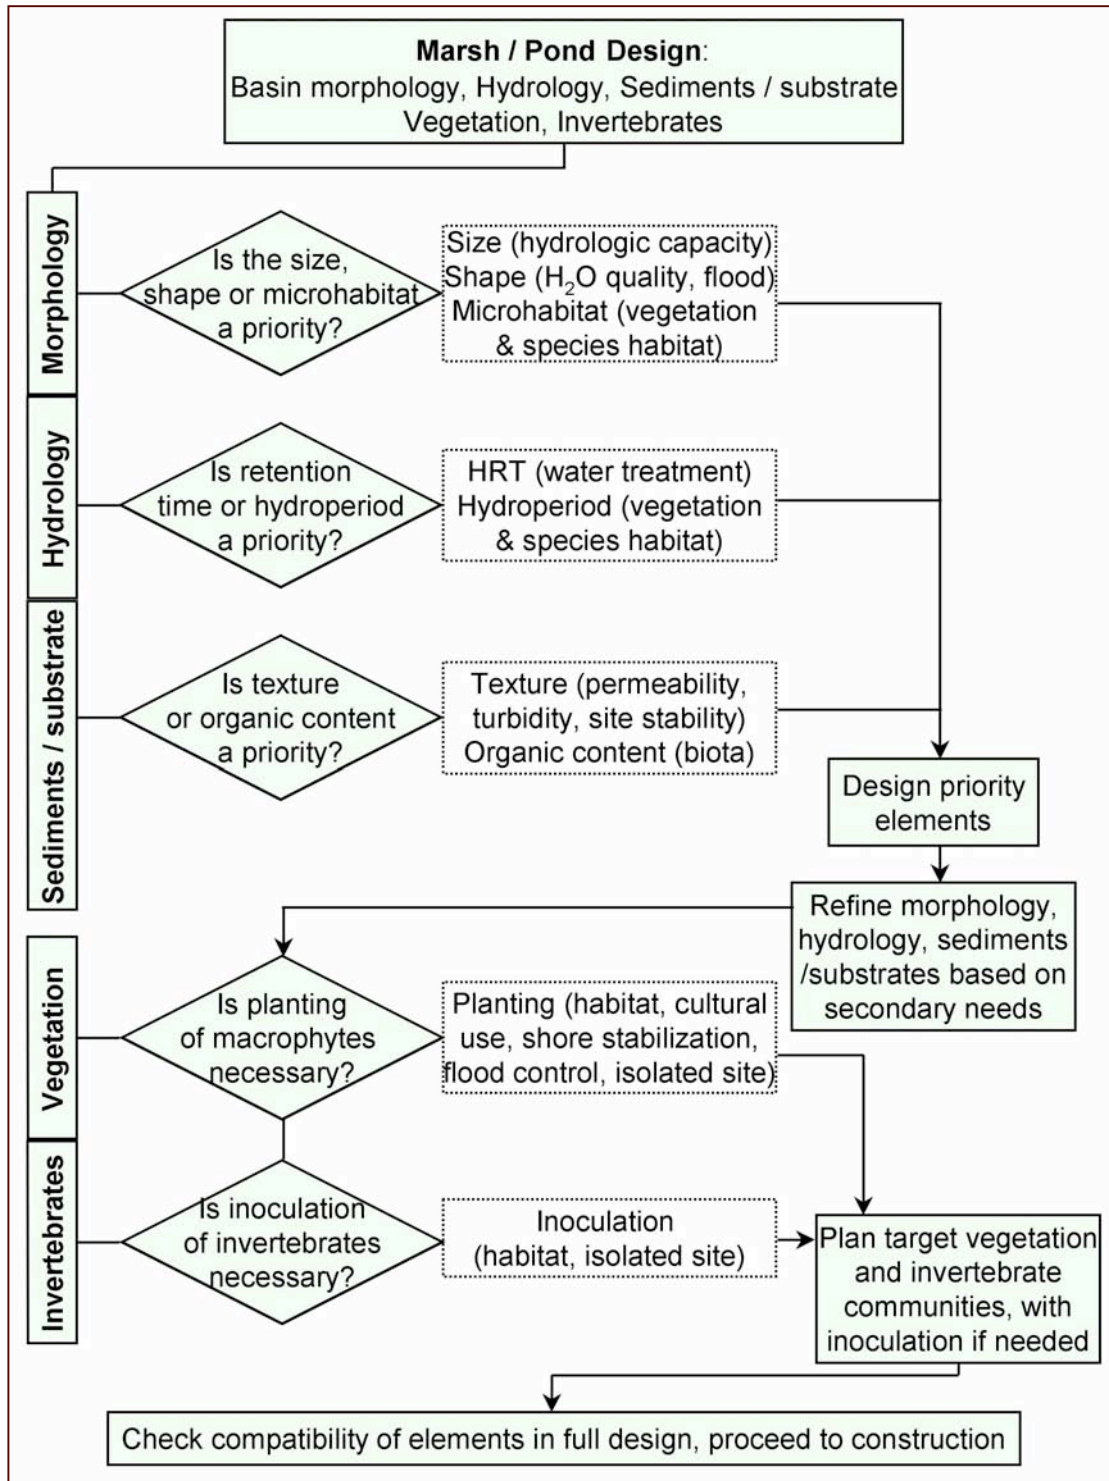 Marsh / Pond Design:
Basin morphology, Hydrology, Sediments / substrate
Vegetation, Invertebrates
Morphology
Is the size,
shape or microhabitat
a priority?
Size (hydrologic capacity)
Shape (H₂O quality, flood)
Microhabitat (vegetation
& species habitat)
Hydrology
Is retention
time or hydroperiod
a priority?
HRT (water treatment)
Hydroperiod (vegetation
& species habitat)
Sediments / substrate
Is texture
or organic content
a priority?
Texture (permeability,
turbidity, site stability)
Organic content (biota)
Design priority
elements
Refine morphology,
hydrology, sediments
/substrates based on
secondary needs
Vegetation
Is planting
of macrophytes
necessary?
Planting (habitat, cultural
use, shore stabilization,
flood control, isolated site)
Invertebrates
Is inoculation
of invertebrates
necessary?
Inoculation
(habitat, isolated site)
Plan target vegetation
and invertebrate
communities, with
inoculation if needed
Check compatibility of elements in full design, proceed to construction